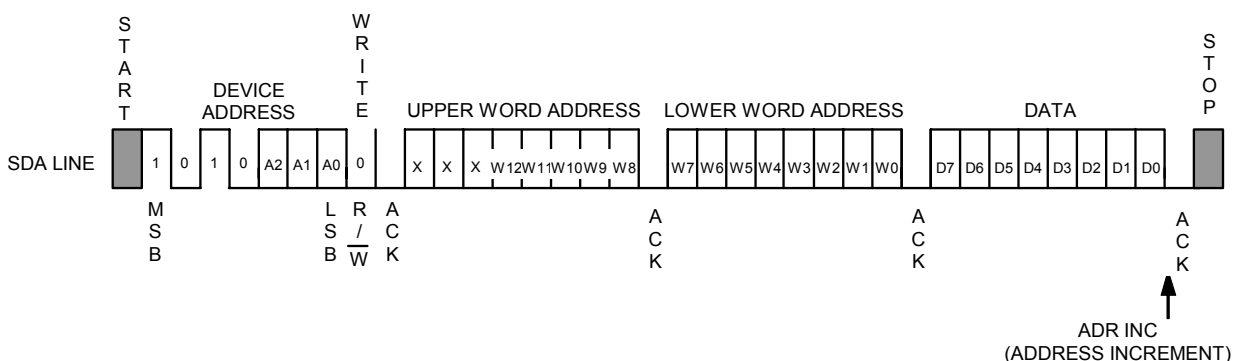 START
WRITE
STOP
DEVICE
ADDRESS
UPPER WORD ADDRESS
LOWER WORD ADDRESS
DATA
SDA LINE
1 0 1 0 A2 A1 A0 0
X X X W12 W11 W10 W9 W8
W7 W6 W5 W4 W3 W2 W1 W0
D7 D6 D5 D4 D3 D2 D1 D0
MSB
LSB
R/W̅
ACK
ACK
ACK
ACK
ADR INC
(ADDRESS INCREMENT)